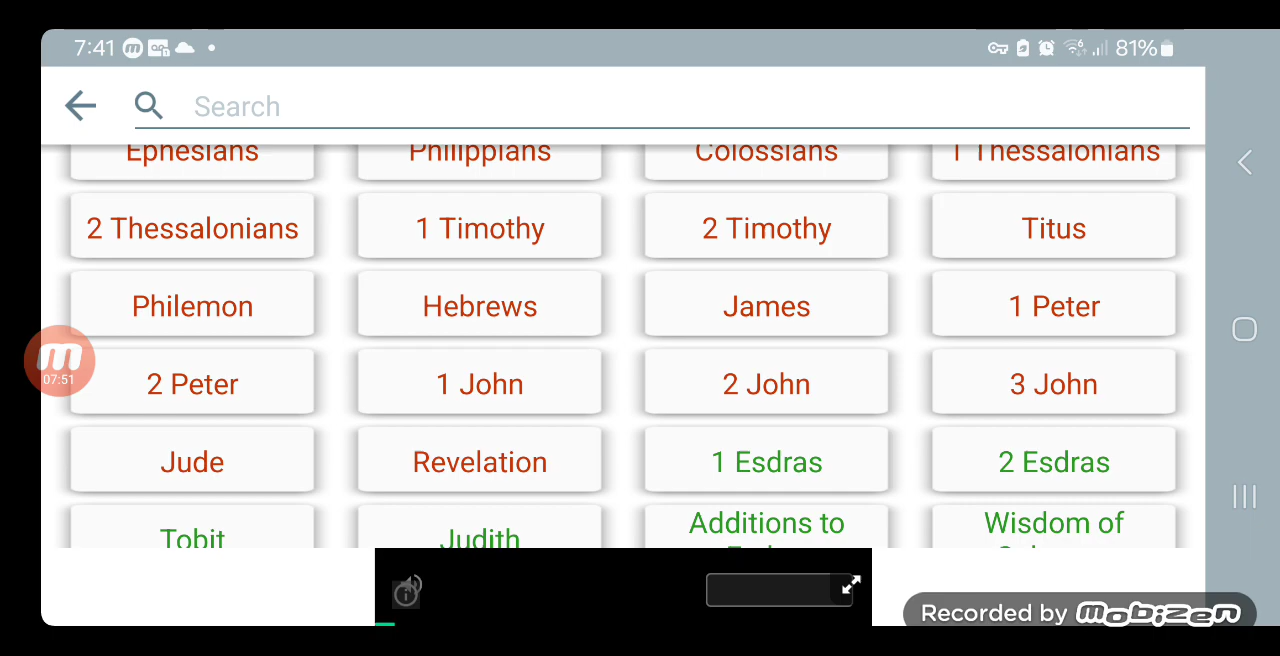 7:41 81%
Search
Ephesians Philippians Colossians 1 Thessalonians
2 Thessalonians 1 Timothy 2 Timothy Titus
Philemon Hebrews James 1 Peter
07:51
2 Peter 1 John 2 John 3 John
Jude Revelation 1 Esdras 2 Esdras
Tobit Judith Additions to Wisdom of
Recorded by Mobizen